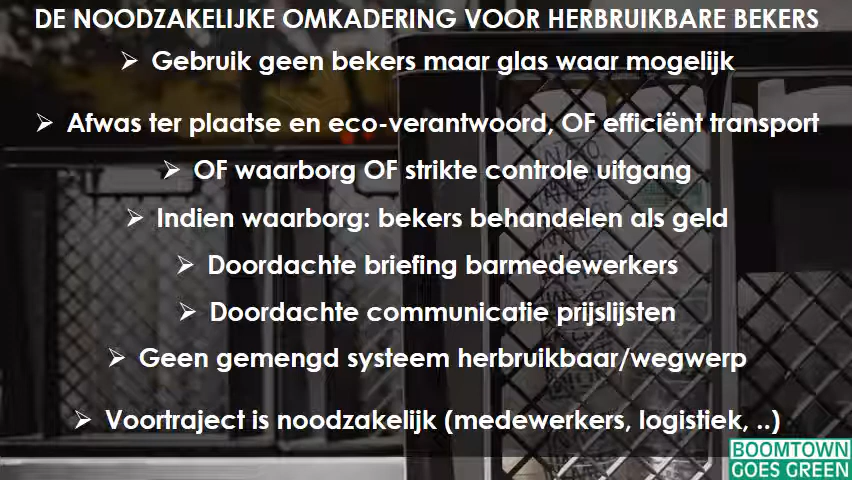 DE NOODZAKELIJKE OMKADERING VOOR HERBRUIKBARE BEKERS
➢ Gebruik geen bekers maar glas waar mogelijk
➢ Afwas ter plaatse en eco-verantwoord, OF efficiënt transport
➢ OF waarborg OF strikte controle uitgang
➢ Indien waarborg: bekers behandelen als geld
➢ Doordachte briefing barmedewerkers
➢ Doordachte communicatie prijslijsten
➢ Geen gemengd systeem herbruikbaar/wegwerp
➢ Voortraject is noodzakelijk (medewerkers, logistiek, ..)
BOOMTOWN
GOES GREEN